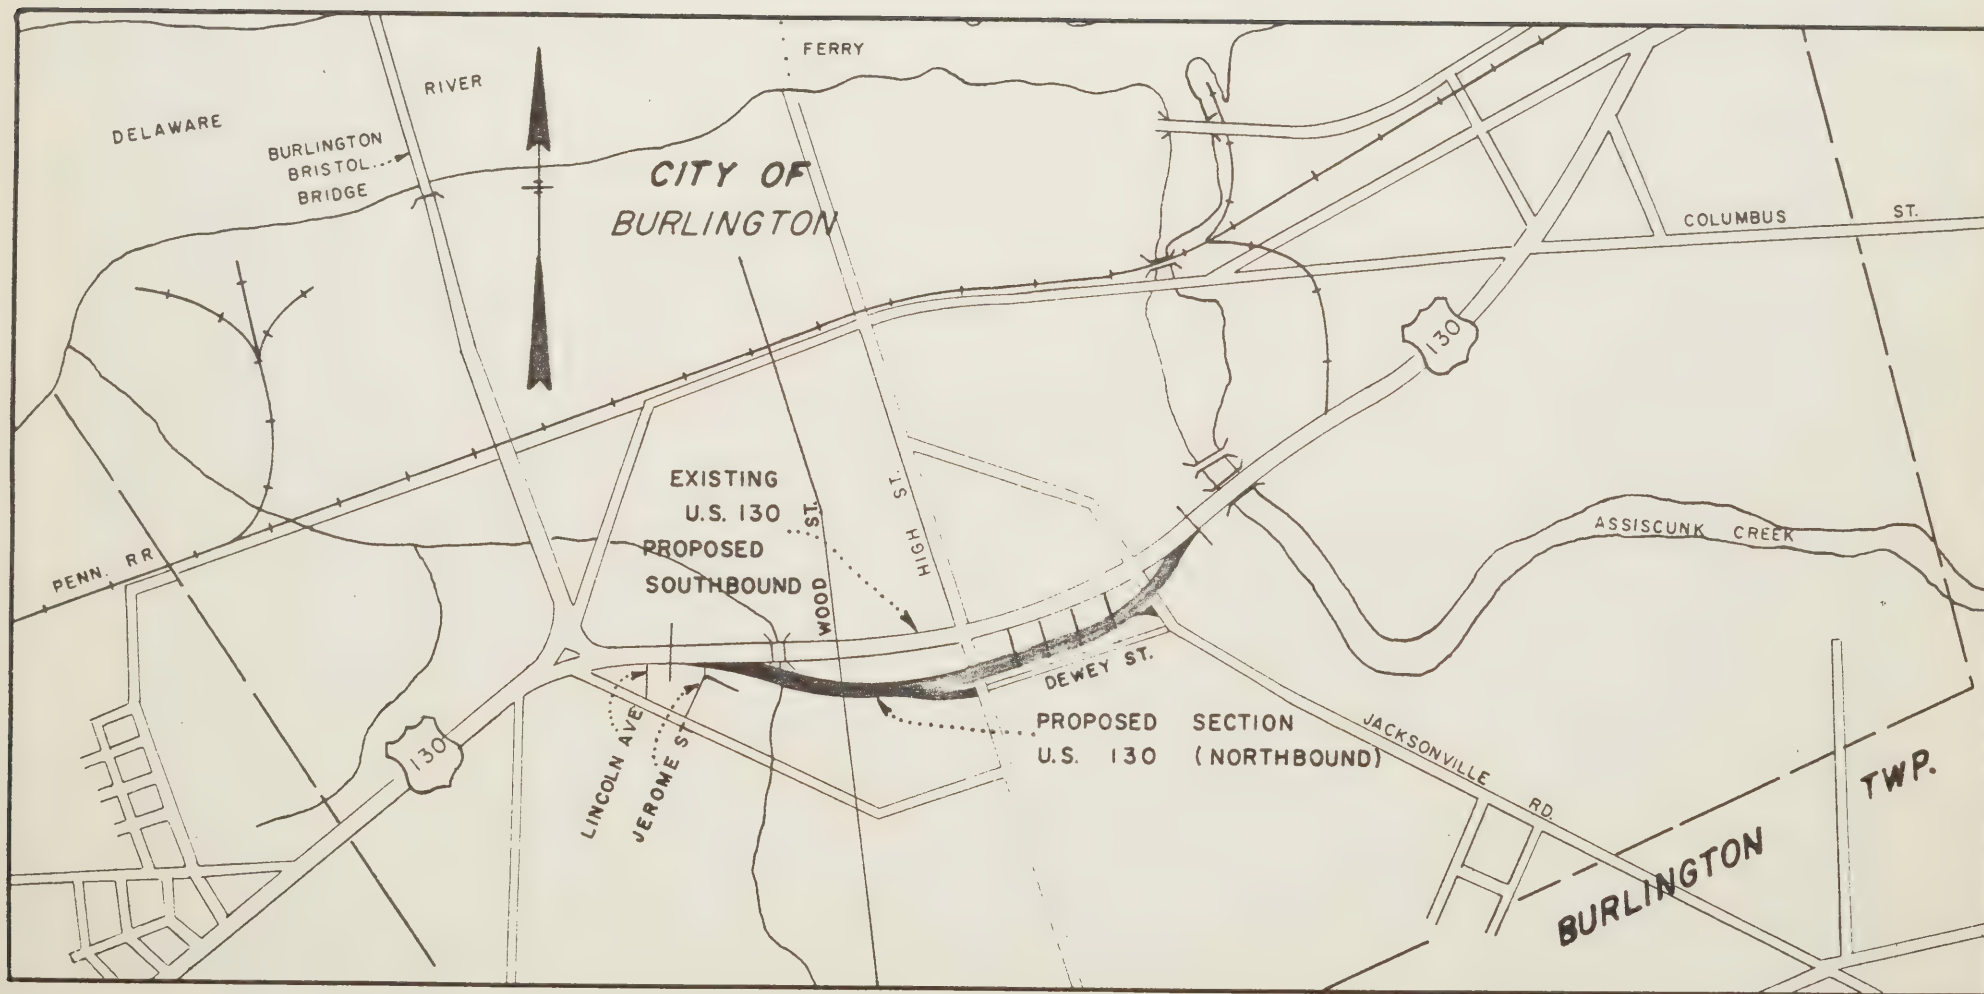 FERRY
DELAWARE
RIVER
BURLINGTON
BRISTOL
BRIDGE
CITY OF
BURLINGTON
COLUMBUS ST.
130
EXISTING
U.S. 130
PROPOSED
SOUTHBOUND
WOOD ST.
HIGH ST.
ASSISCUNK CREEK
PENN. RR
DEWEY ST.
LINCOLN AVE
JEROME ST.
PROPOSED SECTION
U.S. 130 (NORTHBOUND)
JACKSONVILLE RD.
130
BURLINGTON TWP.